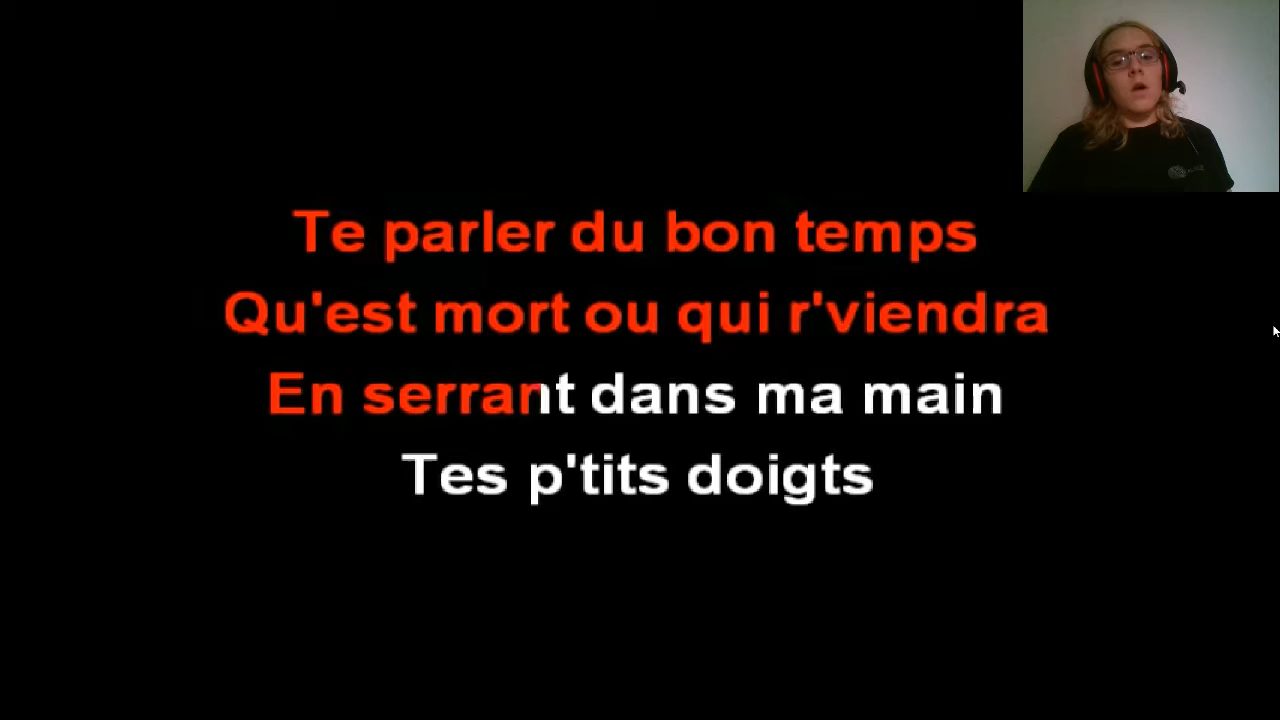 Te parler du bon temps
Qu'est mort ou qui r'viendra
En serrant dans ma main
Tes p'tits doigts